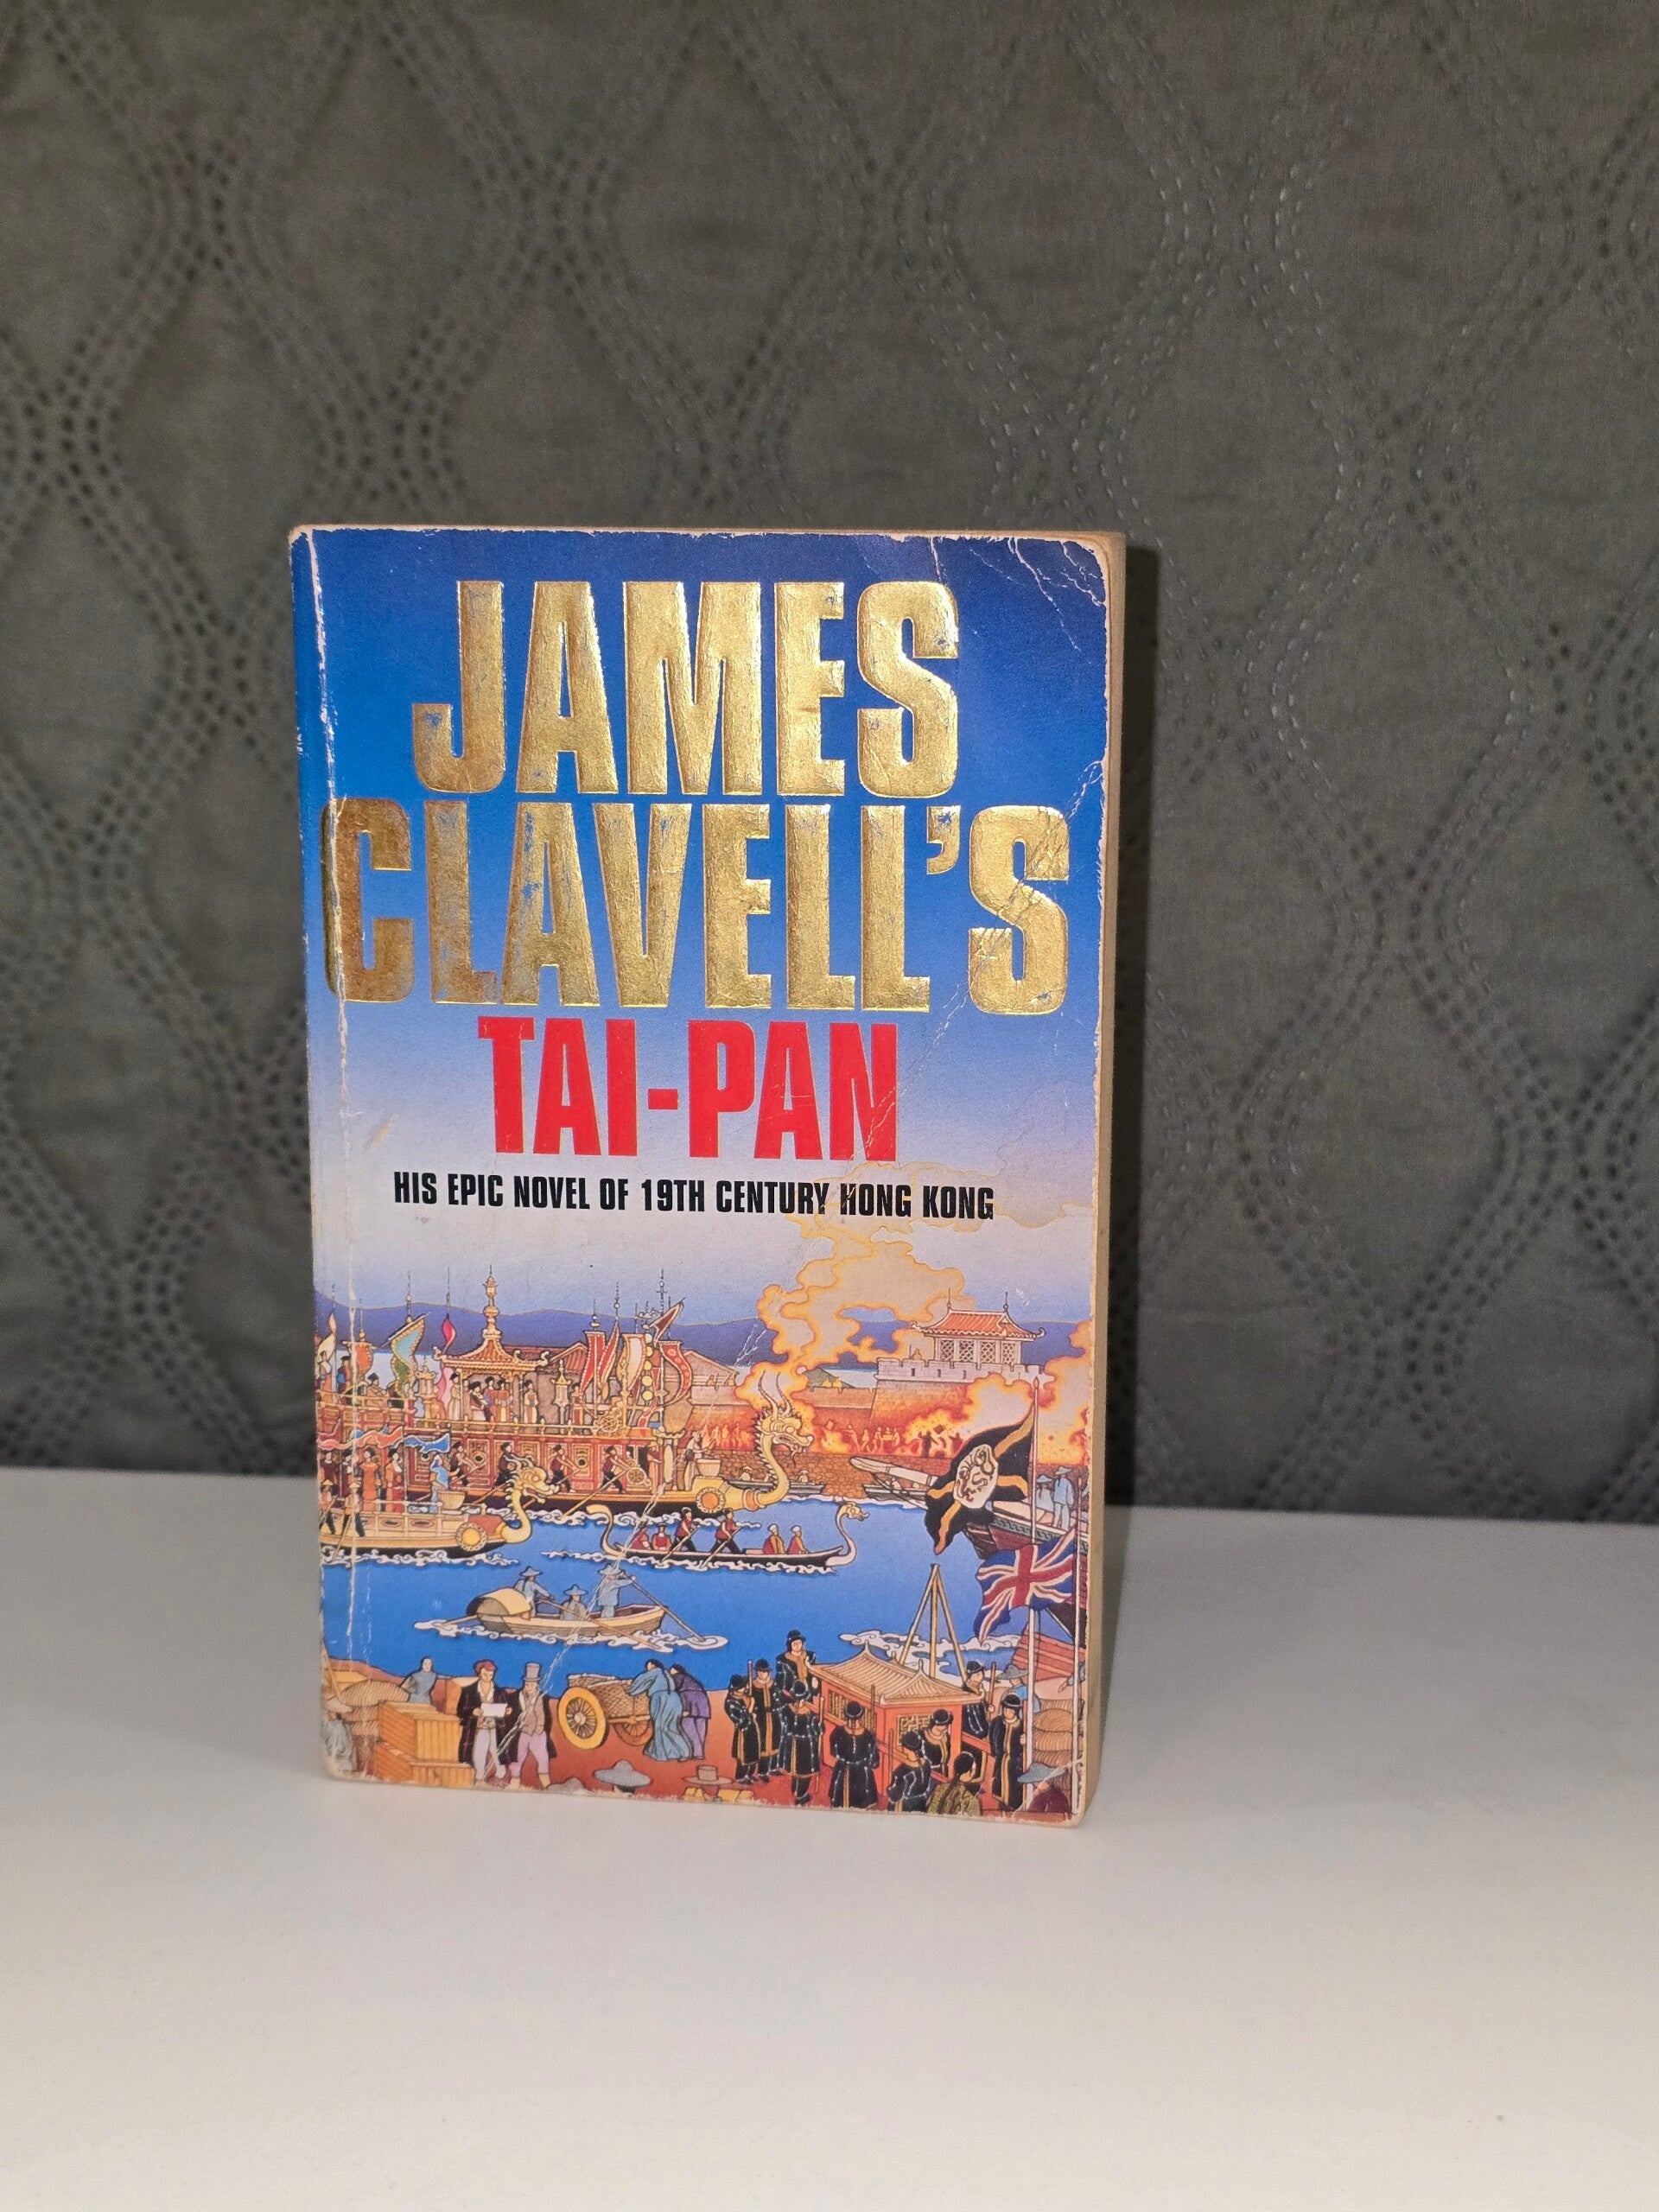 JAMES
CLAVELL'S
TAI-PAN
HIS EPIC NOVEL OF 19TH CENTURY HONG KONG